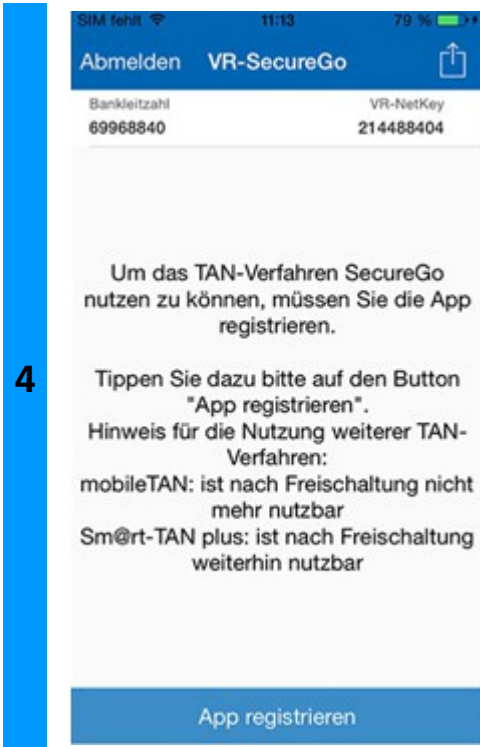 SIM fehlt 11:13 79 %
Abmelden VR-SecureGo
Bankleitzahl VR-NetKey
69968840 214488404
Um das TAN-Verfahren SecureGo
nutzen zu können, müssen Sie die App
registrieren.
4
Tippen Sie dazu bitte auf den Button
"App registrieren".
Hinweis für die Nutzung weiterer TAN-
Verfahren:
mobileTAN: ist nach Freischaltung nicht
mehr nutzbar
Sm@rt-TAN plus: ist nach Freischaltung
weiterhin nutzbar
App registrieren